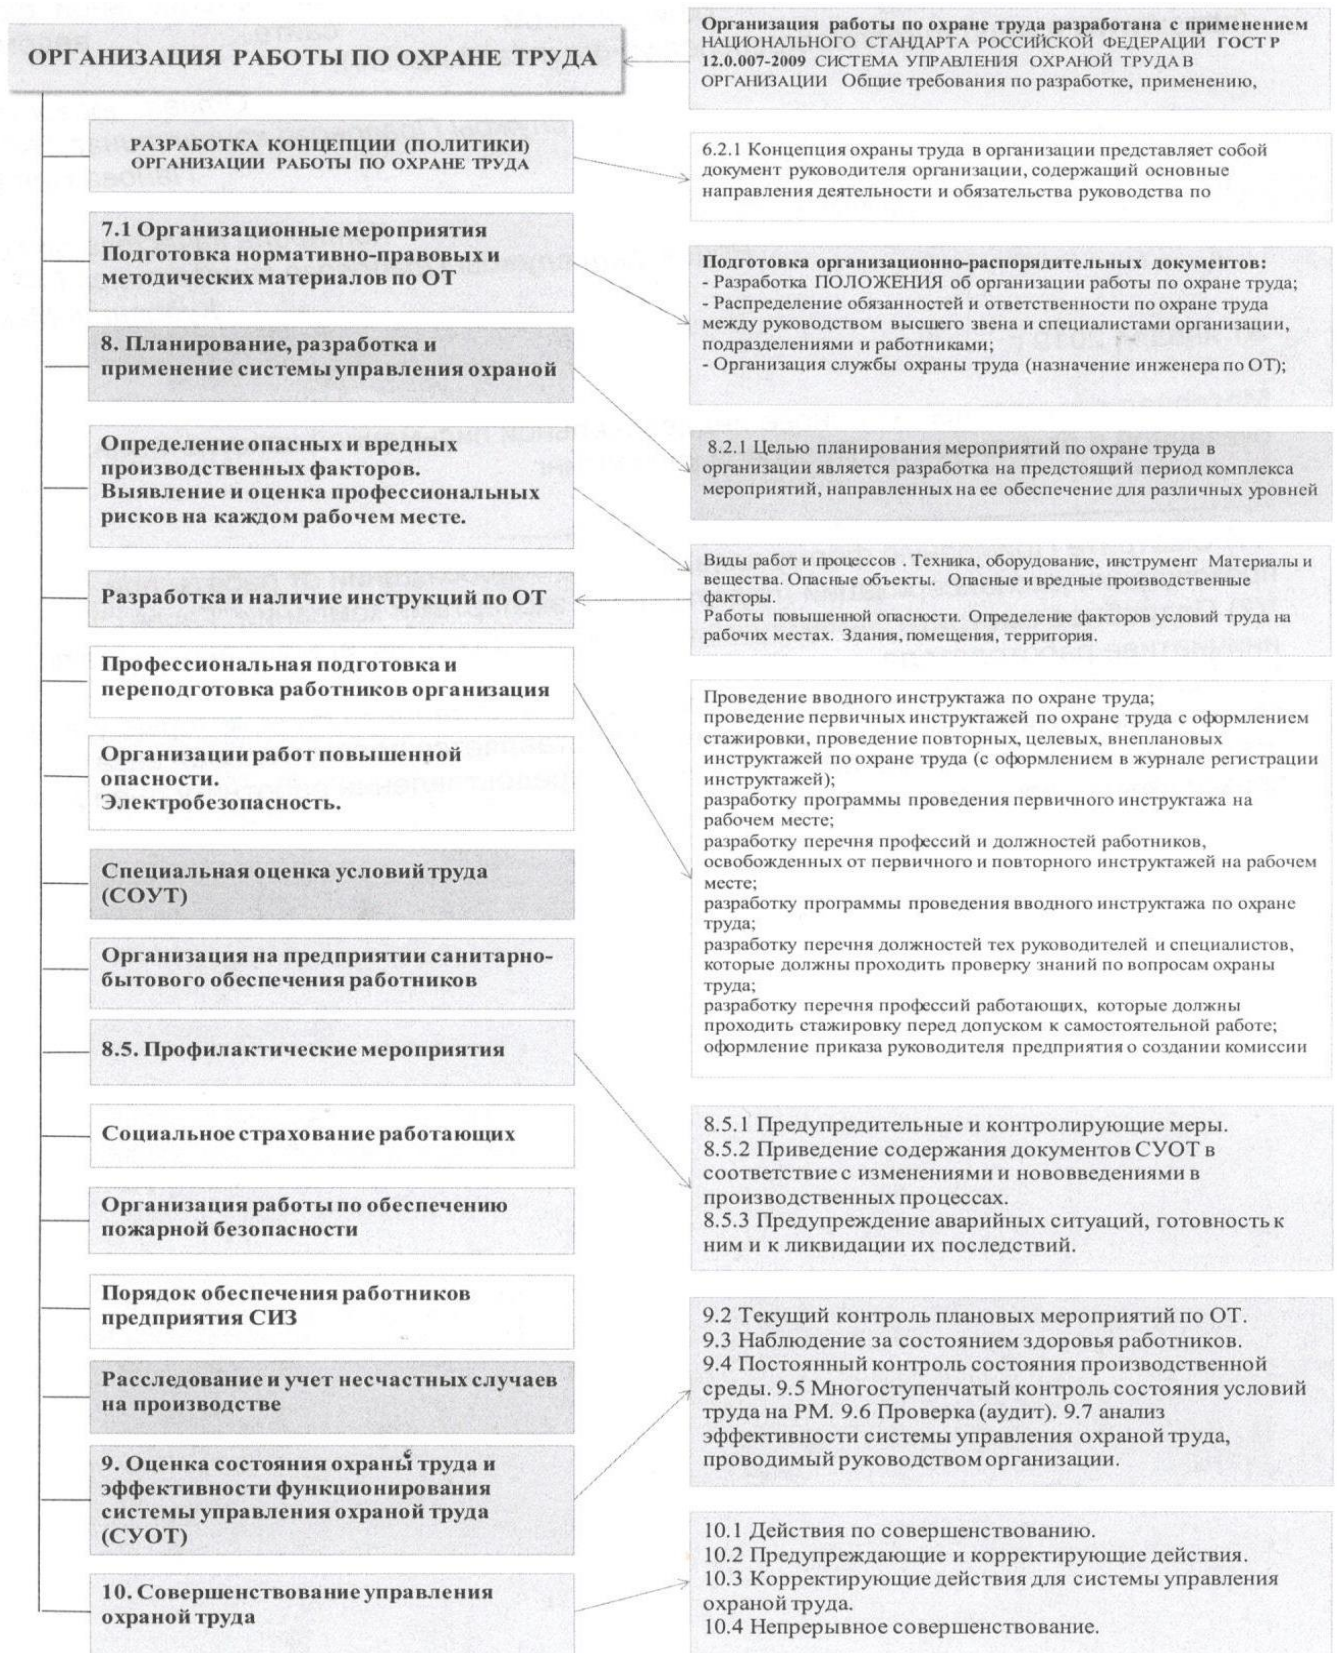 ОРГАНИЗАЦИЯ РАБОТЫ ПО ОХРАНЕ ТРУДА
Организация работы по охране труда разработана с применением
НАЦИОНАЛЬНОГО СТАНДАРТА РОССИЙСКОЙ ФЕДЕРАЦИИ ГОСТ Р
12.0.007-2009 СИСТЕМА УПРАВЛЕНИЯ ОХРАНОЙ ТРУДА В
ОРГАНИЗАЦИИ Общие требования по разработке, применению,
РАЗРАБОТКА КОНЦЕПЦИИ (ПОЛИТИКИ)
ОРГАНИЗАЦИИ РАБОТЫ ПО ОХРАНЕ ТРУДА
6.2.1 Концепция охраны труда в организации представляет собой
документ руководителя организации, содержащий основные
направления деятельности и обязательства руководства по
7.1 Организационные мероприятия
Подготовка нормативно-правовых и
методических материалов по ОТ
Подготовка организационно-распорядительных документов:
- Разработка ПОЛОЖЕНИЯ об организации работы по охране труда;
- Распределение обязанностей и ответственности по охране труда
между руководством высшего звена и специалистами организации,
подразделениями и работниками;
- Организация службы охраны труда (назначение инженера по ОТ);
8. Планирование, разработка и
применение системы управления охраной
8.2.1 Целью планирования мероприятий по охране труда в
организации является разработка на предстоящий период комплекса
мероприятий, направленных на ее обеспечение для различных уровней
Определение опасных и вредных
производственных факторов.
Выявление и оценка профессиональных
рисков на каждом рабочем месте.
Виды работ и процессов . Техника, оборудование, инструмент Материалы и
вещества. Опасные объекты. Опасные и вредные производственные
факторы.
Работы повышенной опасности. Определение факторов условий труда на
рабочих местах. Здания, помещения, территория.
Разработка и наличие инструкций по ОТ
Профессиональная подготовка и
переподготовка работников организация
Проведение вводного инструктажа по охране труда;
проведение первичных инструктажей по охране труда с оформлением
стажировки, проведение повторных, целевых, внеплановых
инструктажей по охране труда (с оформлением в журнале регистрации
инструктажей);
разработку программы проведения первичного инструктажа на
рабочем месте;
разработку перечня профессий и должностей работников,
освобожденных от первичного и повторного инструктажей на рабочем
месте;
разработку программы проведения вводного инструктажа по охране
труда;
разработку перечня должностей тех руководителей и специалистов,
которые должны проходить проверку знаний по вопросам охраны
труда;
разработку перечня профессий работающих, которые должны
проходить стажировку перед допуском к самостоятельной работе;
оформление приказа руководителя предприятия о создании комиссии
Организации работ повышенной
опасности.
Электробезопасность.
Специальная оценка условий труда
(СОУТ)
Организация на предприятии санитарно-
бытового обеспечения работников
8.5. Профилактические мероприятия
8.5.1 Предупредительные и контролирующие меры.
8.5.2 Приведение содержания документов СУОТ в
соответствие с изменениями и нововведениями в
производственных процессах.
8.5.3 Предупреждение аварийных ситуаций, готовность к
ним и к ликвидации их последствий.
Социальное страхование работающих
Организация работы по обеспечению
пожарной безопасности
Порядок обеспечения работников
предприятия СИЗ
Расследование и учет несчастных случаев
на производстве
9. Оценка состояния охраны труда и
эффективности функционирования
системы управления охраной труда
(СУОТ)
9.2 Текущий контроль плановых мероприятий по ОТ.
9.3 Наблюдение за состоянием здоровья работников.
9.4 Постоянный контроль состояния производственной
среды. 9.5 Многоступенчатый контроль состояния условий
труда на РМ. 9.6 Проверка (аудит). 9.7 анализ
эффективности системы управления охраной труда,
проводимый руководством организации.
10. Совершенствование управления
охраной труда
10.1 Действия по совершенствованию.
10.2 Предупреждающие и корректирующие действия.
10.3 Корректирующие действия для системы управления
охраной труда.
10.4 Непрерывное совершенствование.